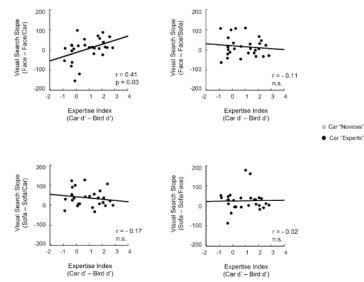 200
100
0
-100
-200
-2 -1 0 1 2 3 4
Visual Search Slope
(Face – Face/Car)
r = 0.41
p = 0.03
Expertise Index
(Car d' – Bird d')
200
100
0
-100
-200
-2 -1 0 1 2 3 4
Visual Search Slope
(Face – Face/Sofa)
r = - 0.11
n.s.
Expertise Index
(Car d' – Bird d')
Car "Novices"
Car "Experts"
200
100
0
-100
-200
-2 -1 0 1 2 3 4
Visual Search Slope
(Sofa – Sofa/Car)
r = - 0.17
n.s.
Expertise Index
(Car d' – Bird d')
200
100
0
-100
-200
-2 -1 0 1 2 3 4
Visual Search Slope
(Sofa – Sofa/Face)
r = - 0.02
n.s.
Expertise Index
(Car d' – Bird d')